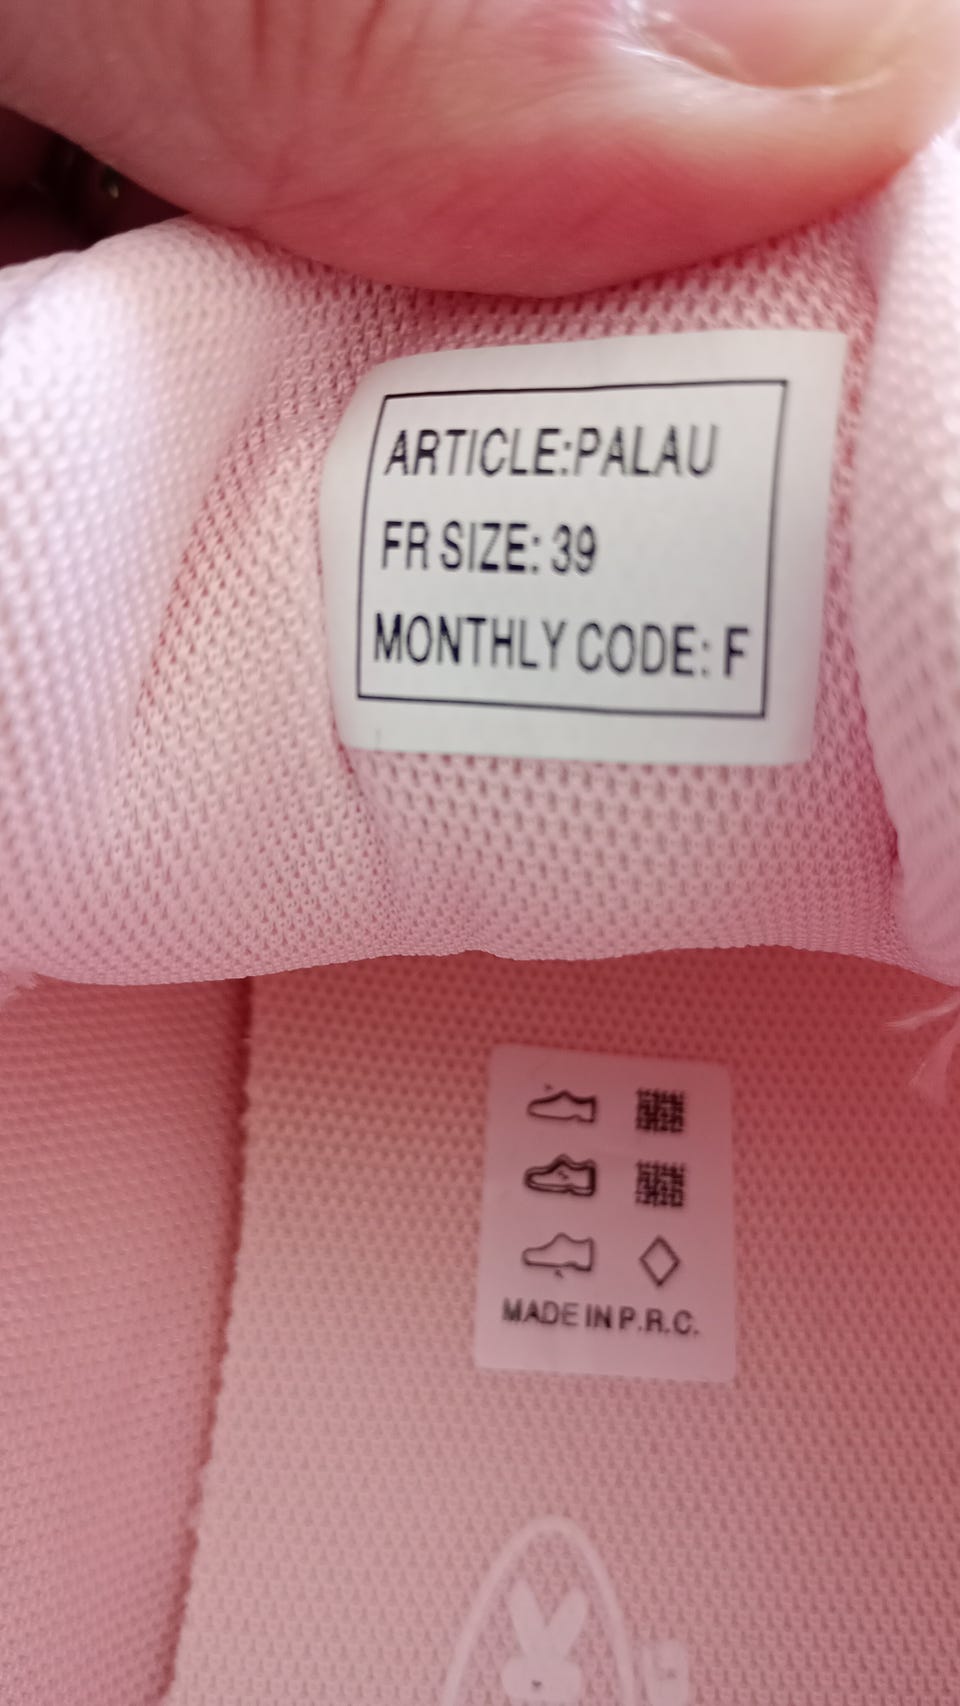 ARTICLE:PALAU
FR SIZE: 39
MONTHLY CODE: F
MADE IN P.R.C.